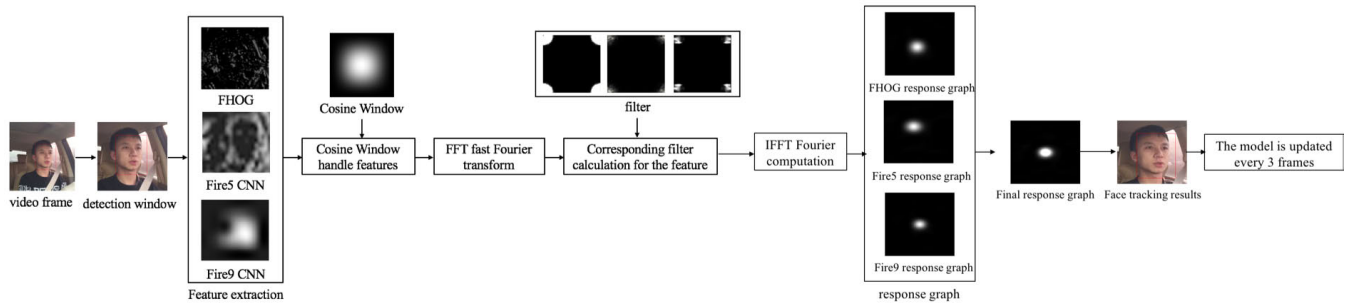 video frame
detection window
FHOG
Fire5 CNN
Fire9 CNN
Feature extraction
Cosine Window
Cosine Window
handle features
FFT fast Fourier
transform
filter
Corresponding filter
calculation for the feature
IFFT Fourier
computation
FHOG response graph
Fire5 response graph
Fire9 response graph
response graph
Final response graph
Face tracking results
The model is updated
every 3 frames